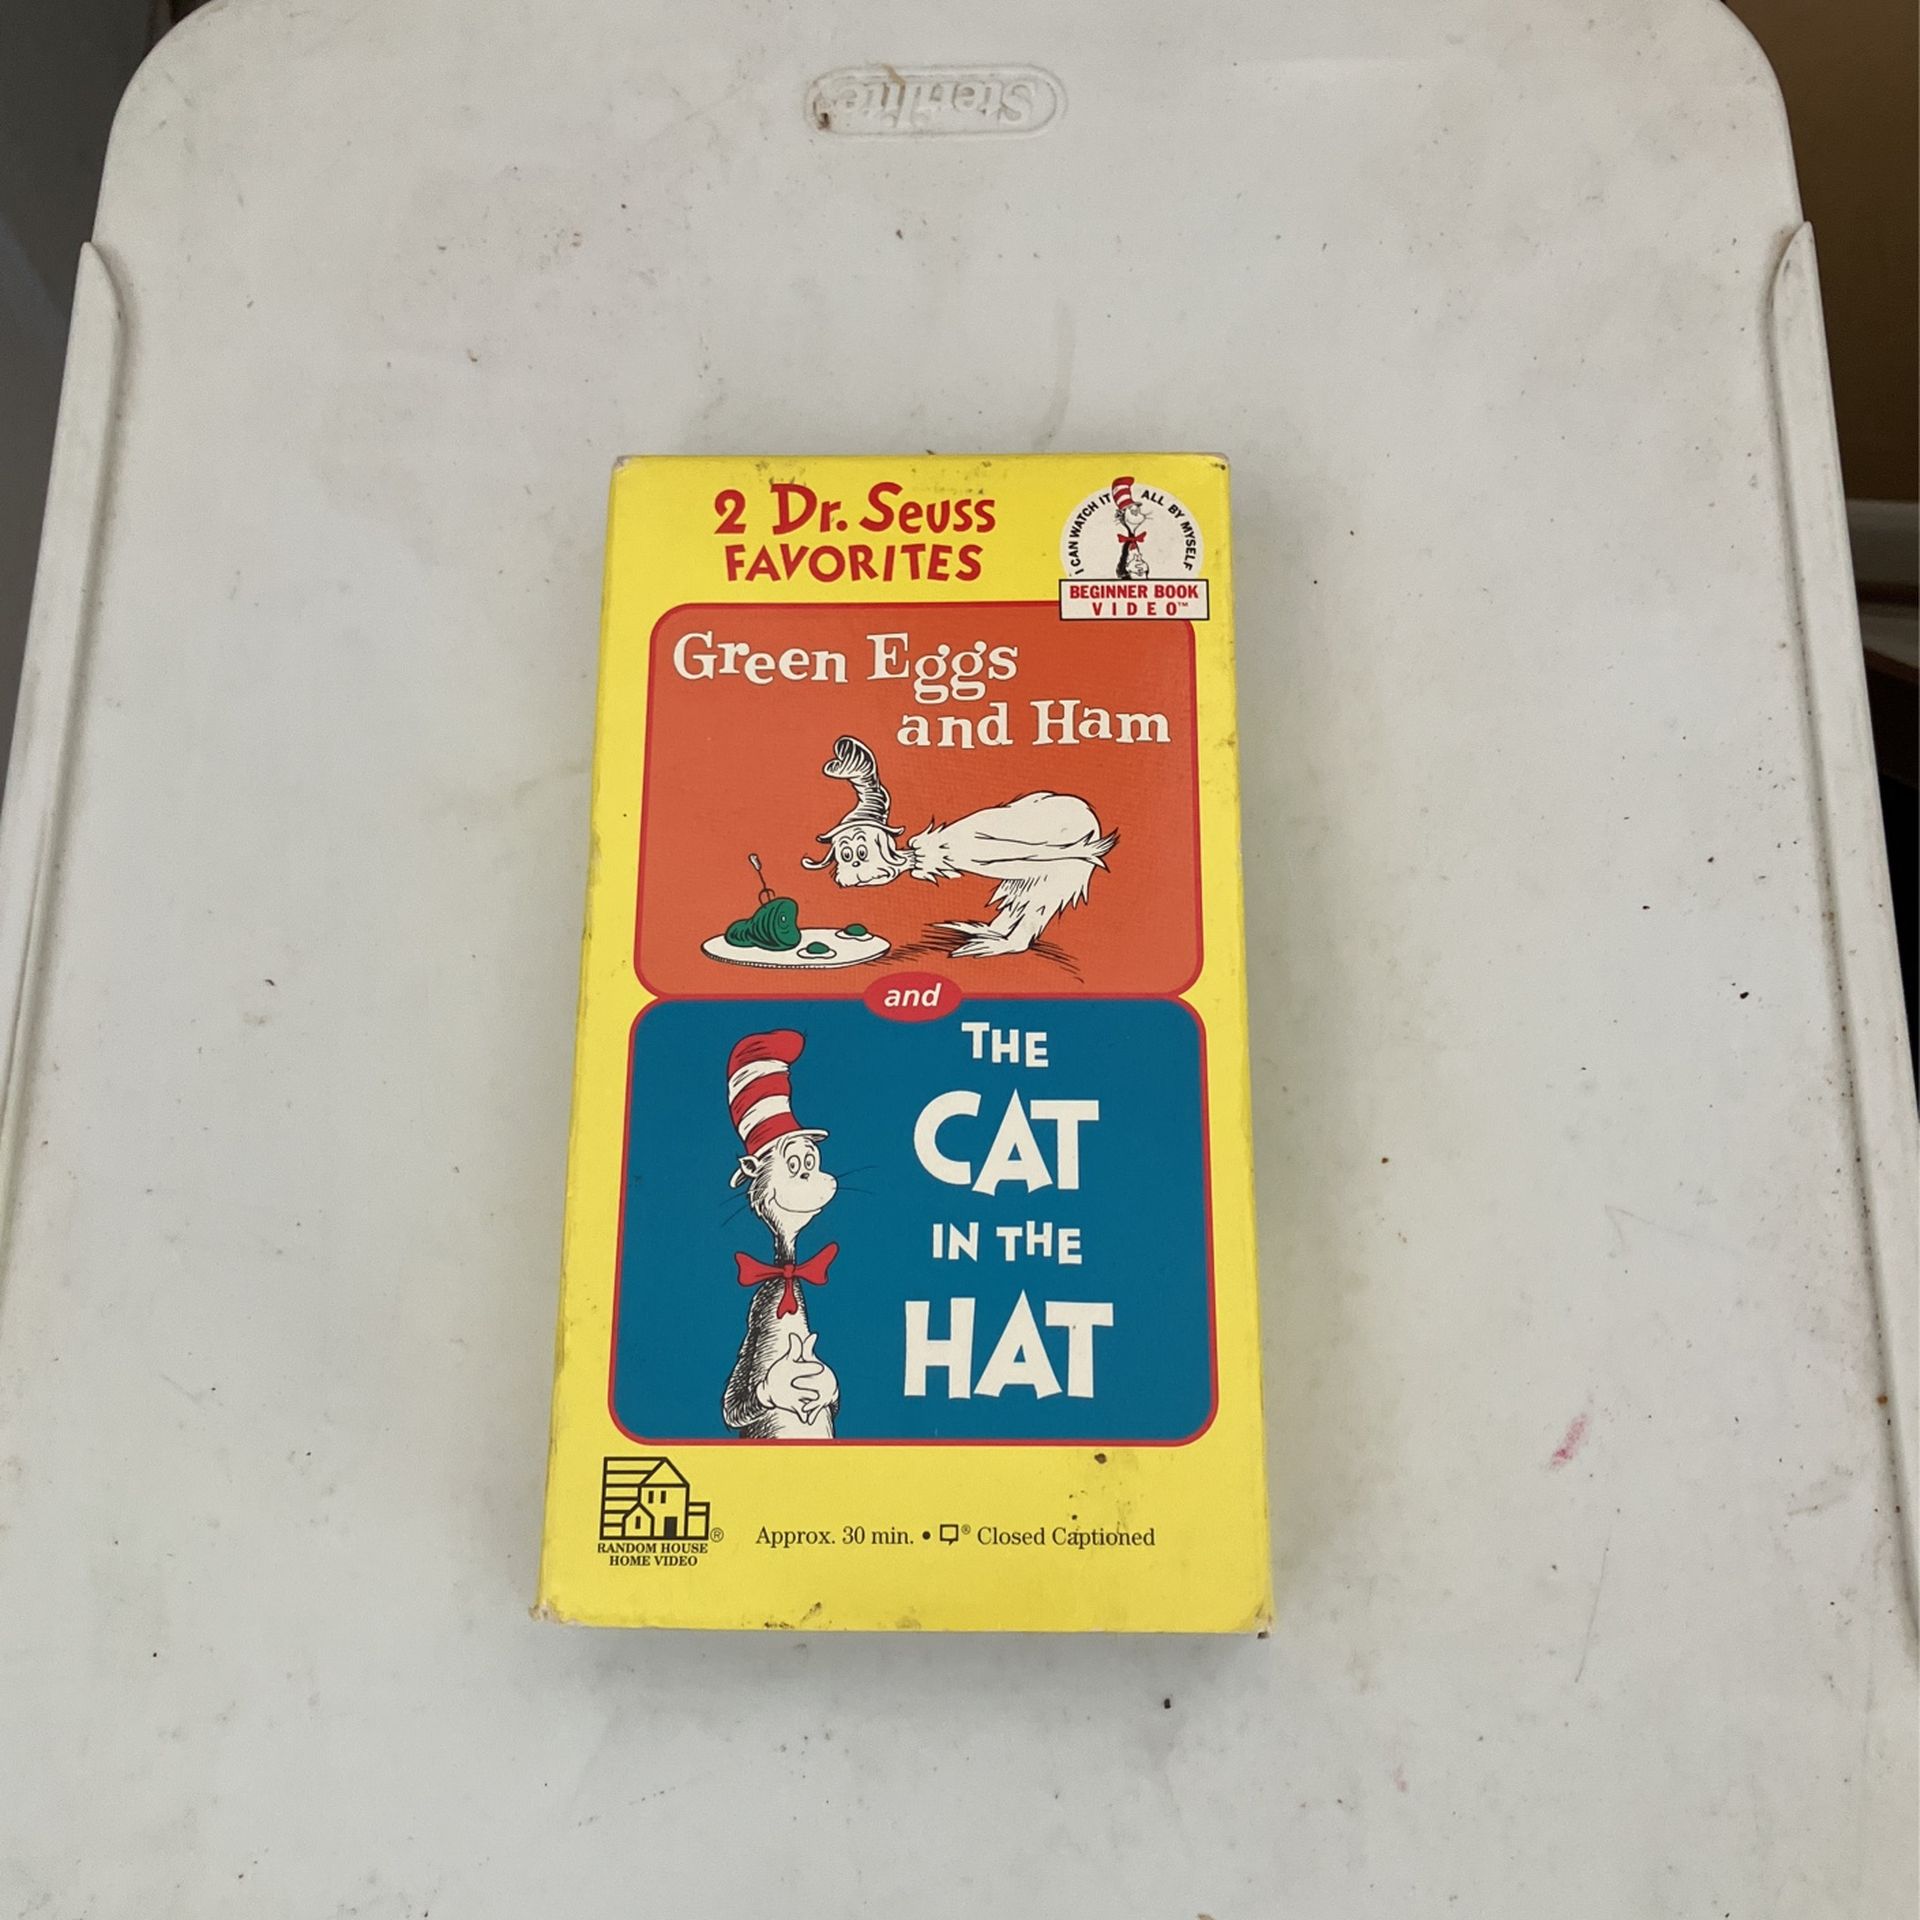 Sterilite
2 Dr. Seuss
FAVORITES
I CAN WATCH IT ALL BY MYSELF
BEGINNER BOOK
VIDEO™
Green Eggs
and Ham
and
THE
CAT
IN THE
HAT
RANDOM HOUSE ®
HOME VIDEO
Approx. 30 min. • ® Closed Captioned